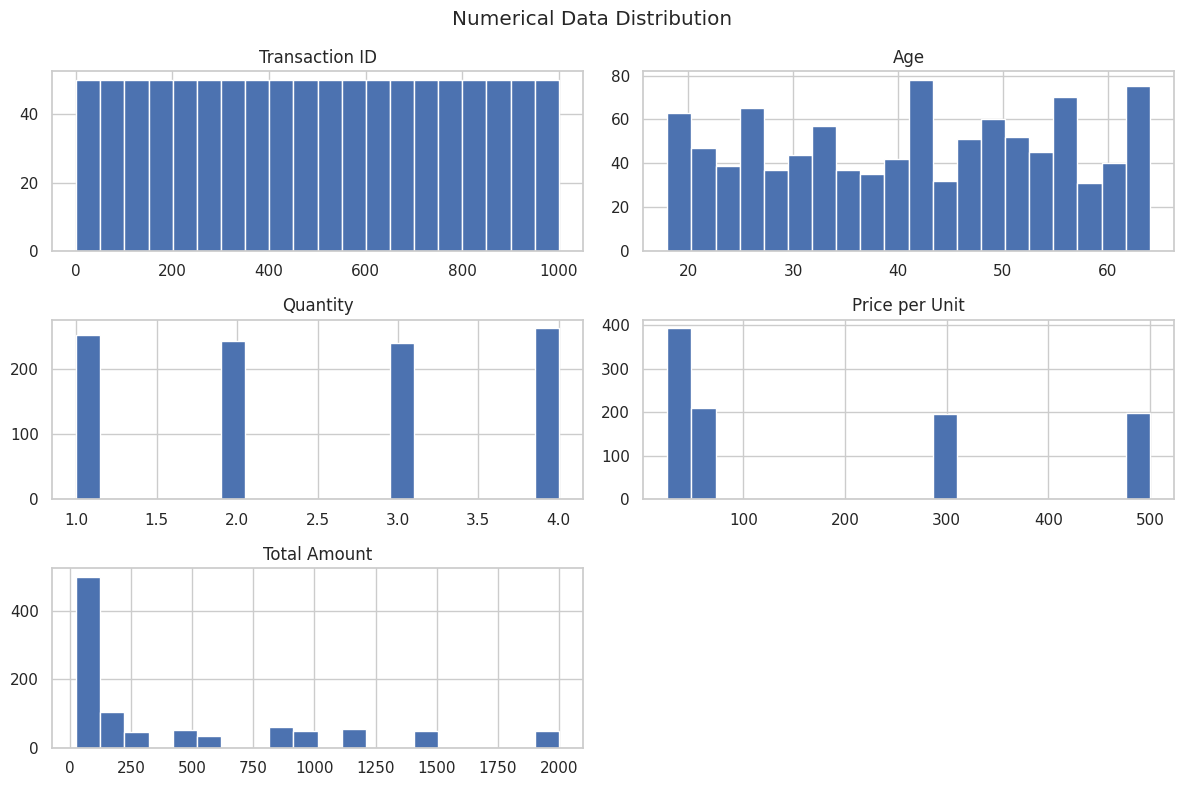 Numerical Data Distribution
Transaction ID
Age
40
20
0
0 200 400 600 800 1000
80
60
40
20
0
20 30 40 50 60
Quantity
Price per Unit
200
100
0
1.0 1.5 2.0 2.5 3.0 3.5 4.0
400
300
200
100
0
100 200 300 400 500
Total Amount
400
200
0
0 250 500 750 1000 1250 1500 1750 2000